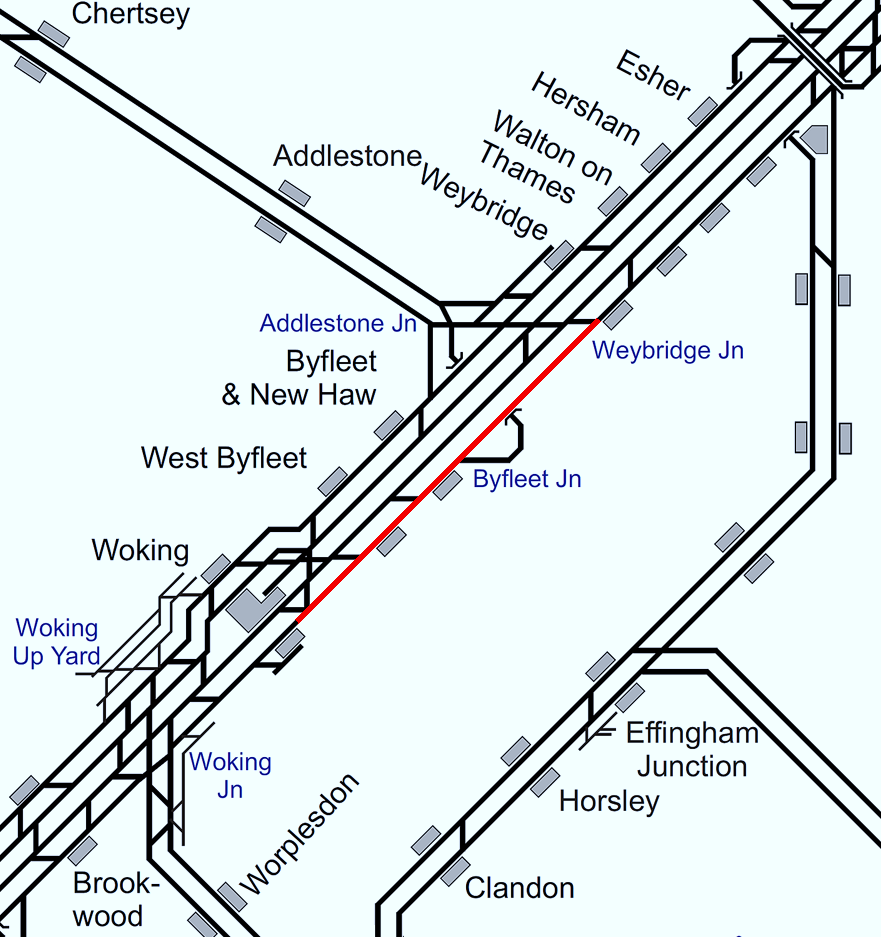 Chertsey
Esher
Hersham
Walton on
Thames
Addlestone
Weybridge
Addlestone Jn
Weybridge Jn
Byfleet
& New Haw
West Byfleet
Byfleet Jn
Woking
Woking
Up Yard
Effingham
Junction
Woking
Jn
Horsley
Worplesdon
Brook-
wood
Clandon